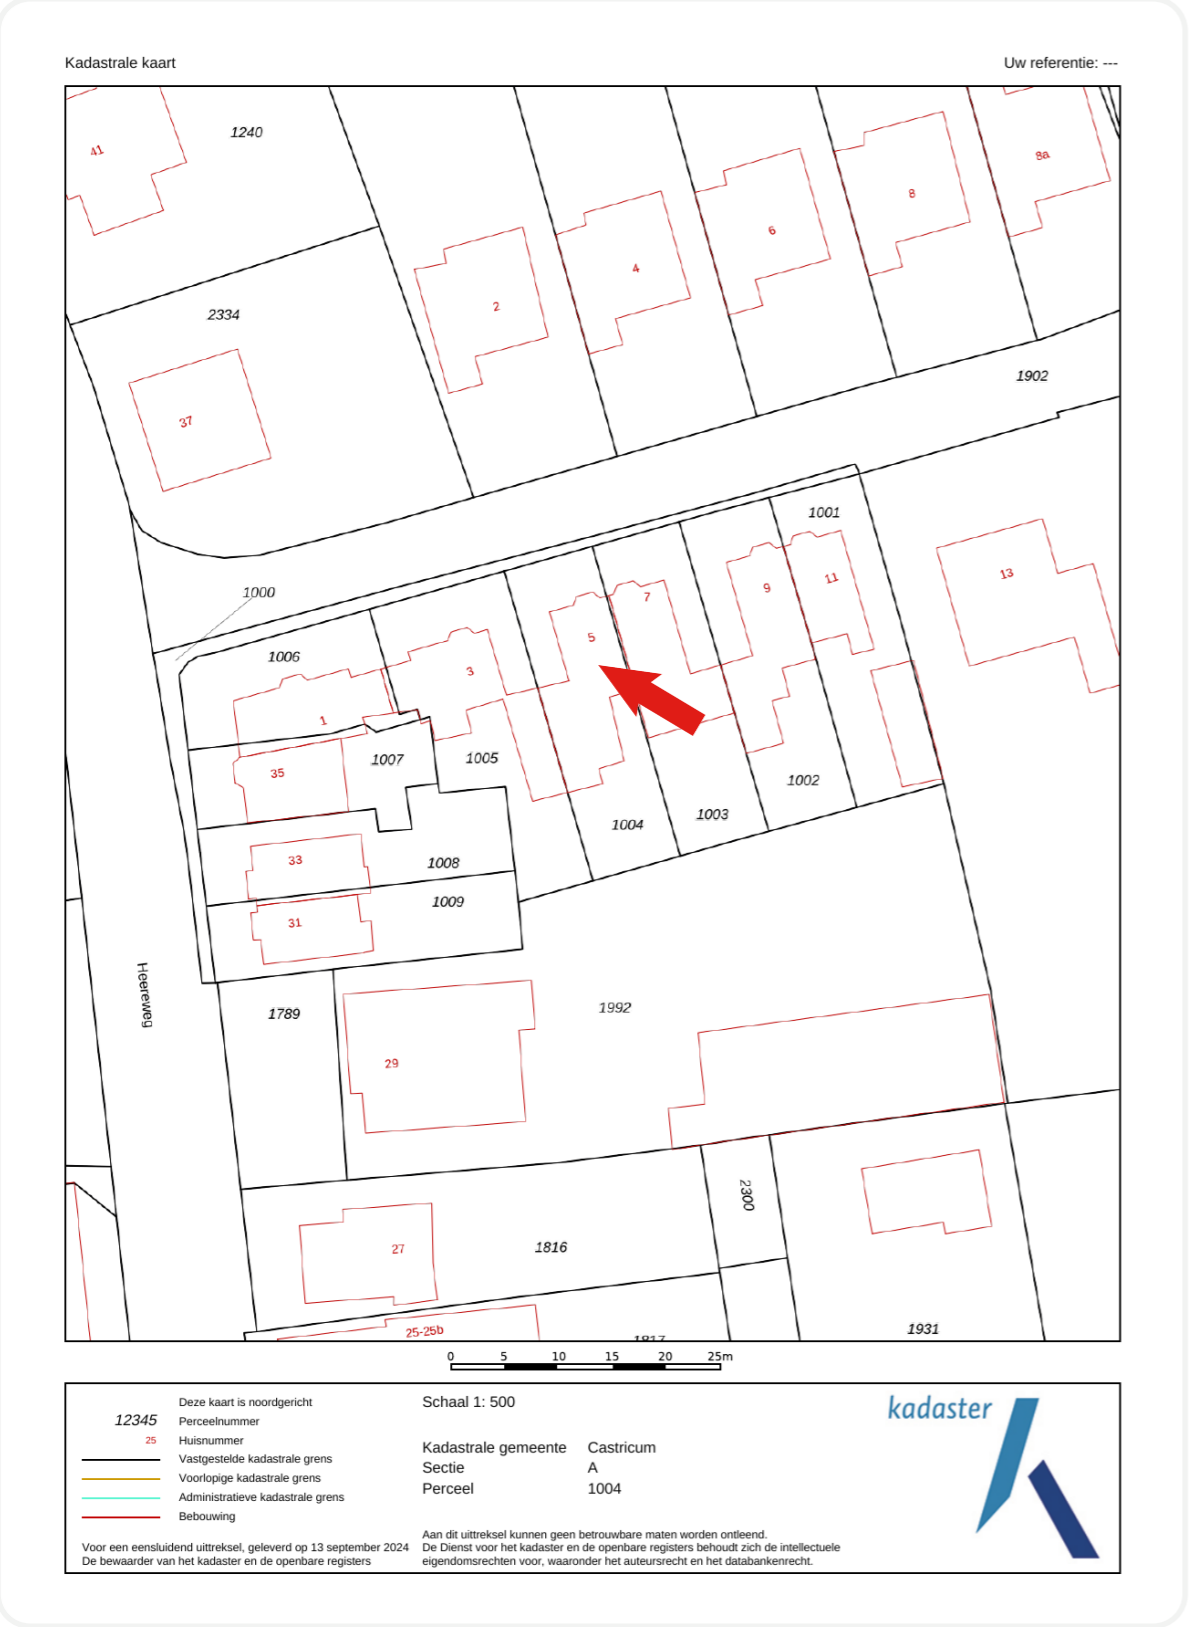 Kadastrale kaart
Uw referentie: ---
41
1240
8a
8
6
4
2
2334
1902
37
1001
13
11
9
7
1000
5
1006
3
1
1007
1005
35
1002
1003
1004
33
1008
1009
31
Heereweg
1992
1789
29
2300
1816
27
25-25b
1817
1931
0 5 10 15 20 25m
Deze kaart is noordgericht
12345 Perceelnummer
25 Huisnummer
Vastgestelde kadastrale grens
Voorlopige kadastrale grens
Administratieve kadastrale grens
Bebouwing
Voor een eensluidend uittreksel, geleverd op 13 september 2024
De bewaarder van het kadaster en de openbare registers
Schaal 1: 500
Kadastrale gemeente Castricum
Sectie A
Perceel 1004
Aan dit uittreksel kunnen geen betrouwbare maten worden ontleend.
De Dienst voor het kadaster en de openbare registers behoudt zich de intellectuele
eigendomsrechten voor, waaronder het auteursrecht en het databankenrecht.
kadaster